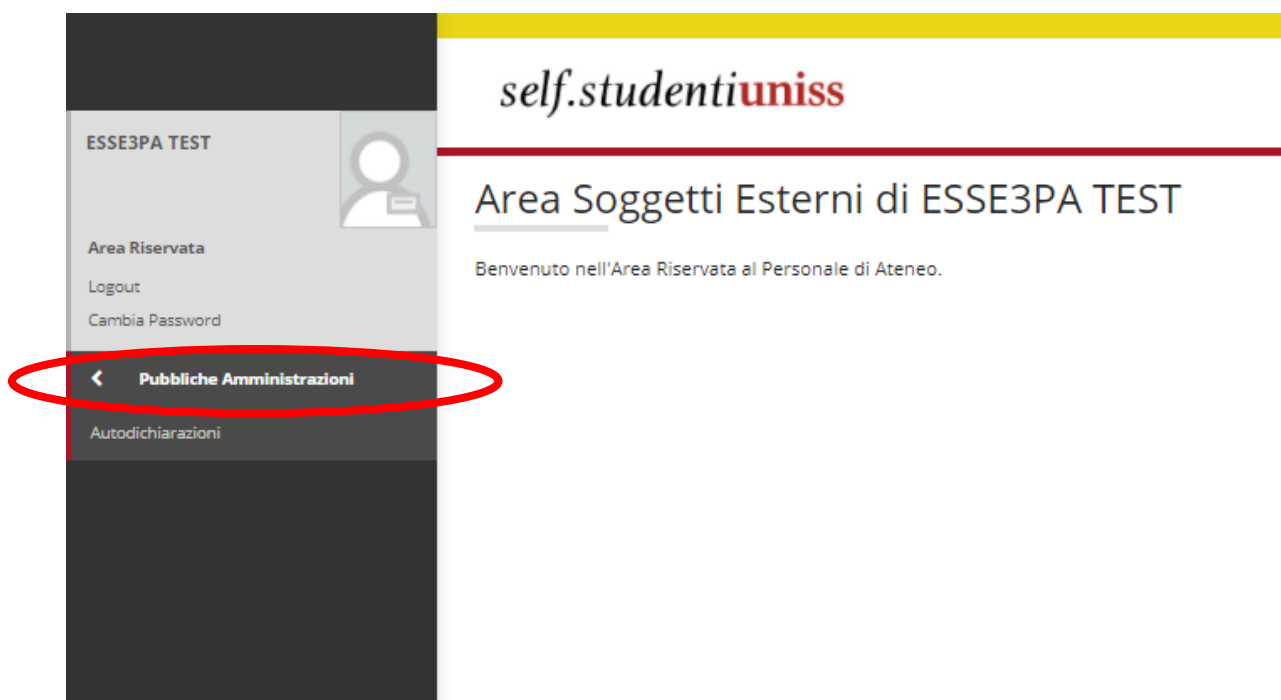 self.studentiuniss
ESSE3PA TEST
Area Riservata
Logout
Cambia Password
Pubbliche Amministrazioni
Autodichiarazioni
Area Soggetti Esterni di ESSE3PA TEST
Benvenuto nell'Area Riservata al Personale di Ateneo.